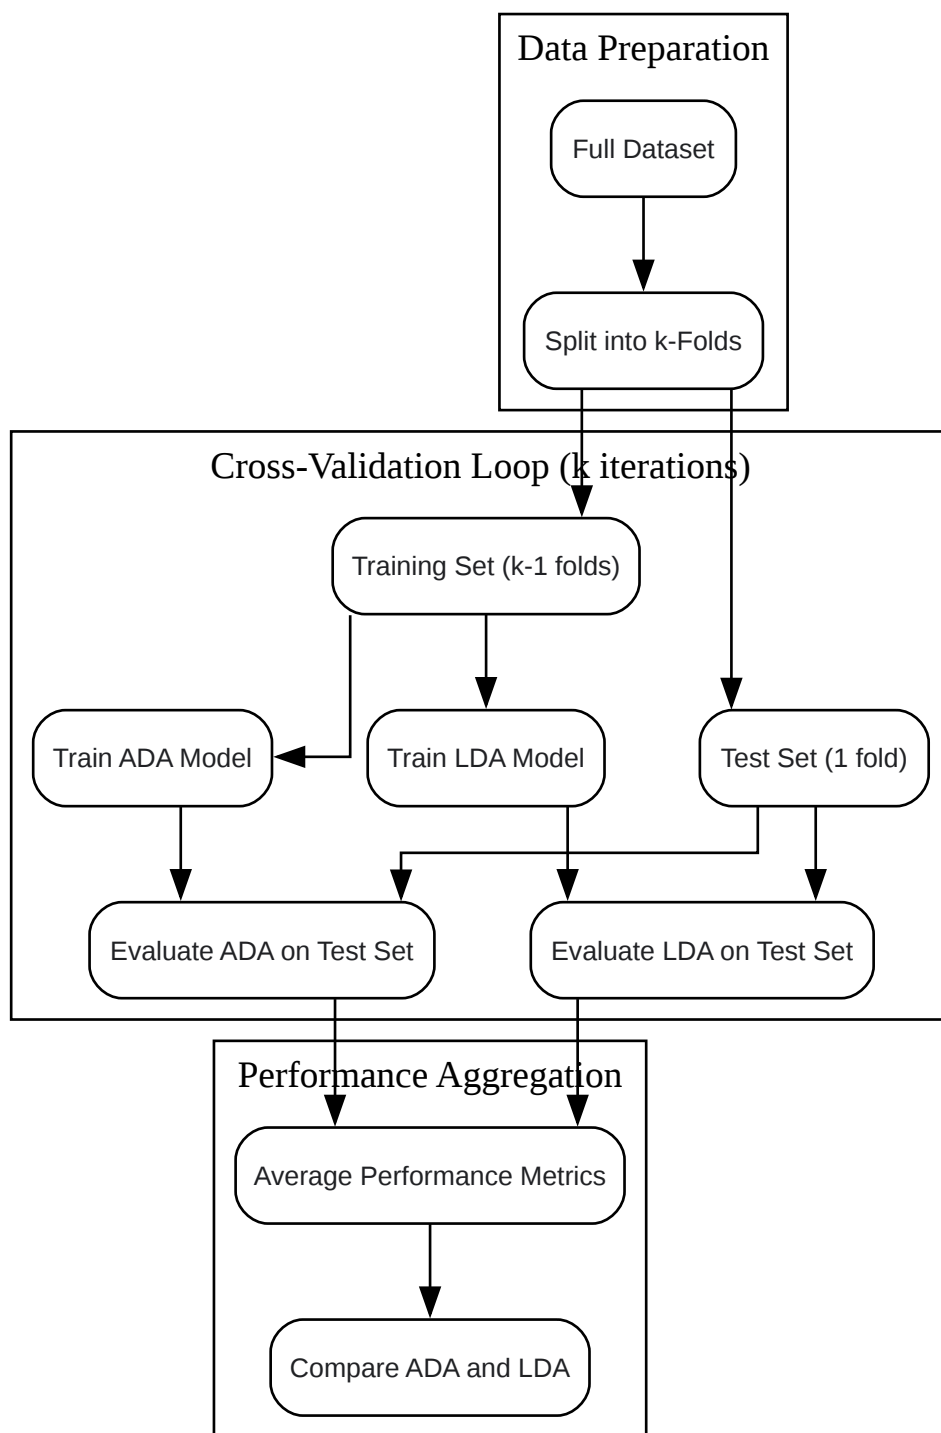 Data Preparation
Full Dataset
Split into k-Folds
Cross-Validation Loop (k iterations)
Training Set (k-1 folds)
Train ADA Model
Train LDA Model
Test Set (1 fold)
Evaluate ADA on Test Set
Evaluate LDA on Test Set
Performance Aggregation
Average Performance Metrics
Compare ADA and LDA